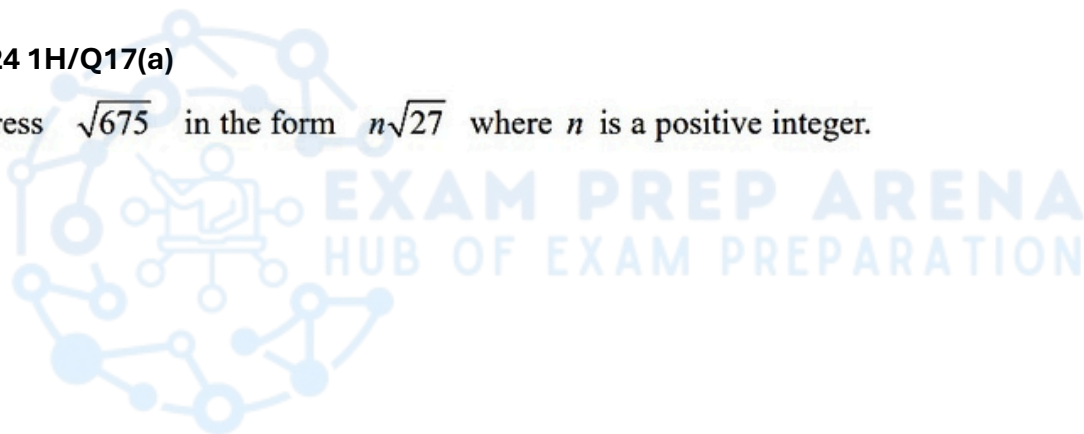 24 1H/Q17(a)
ress √675 in the form n√27 where n is a positive integer.
EXAM PREP ARENA
HUB OF EXAM PREPARATION